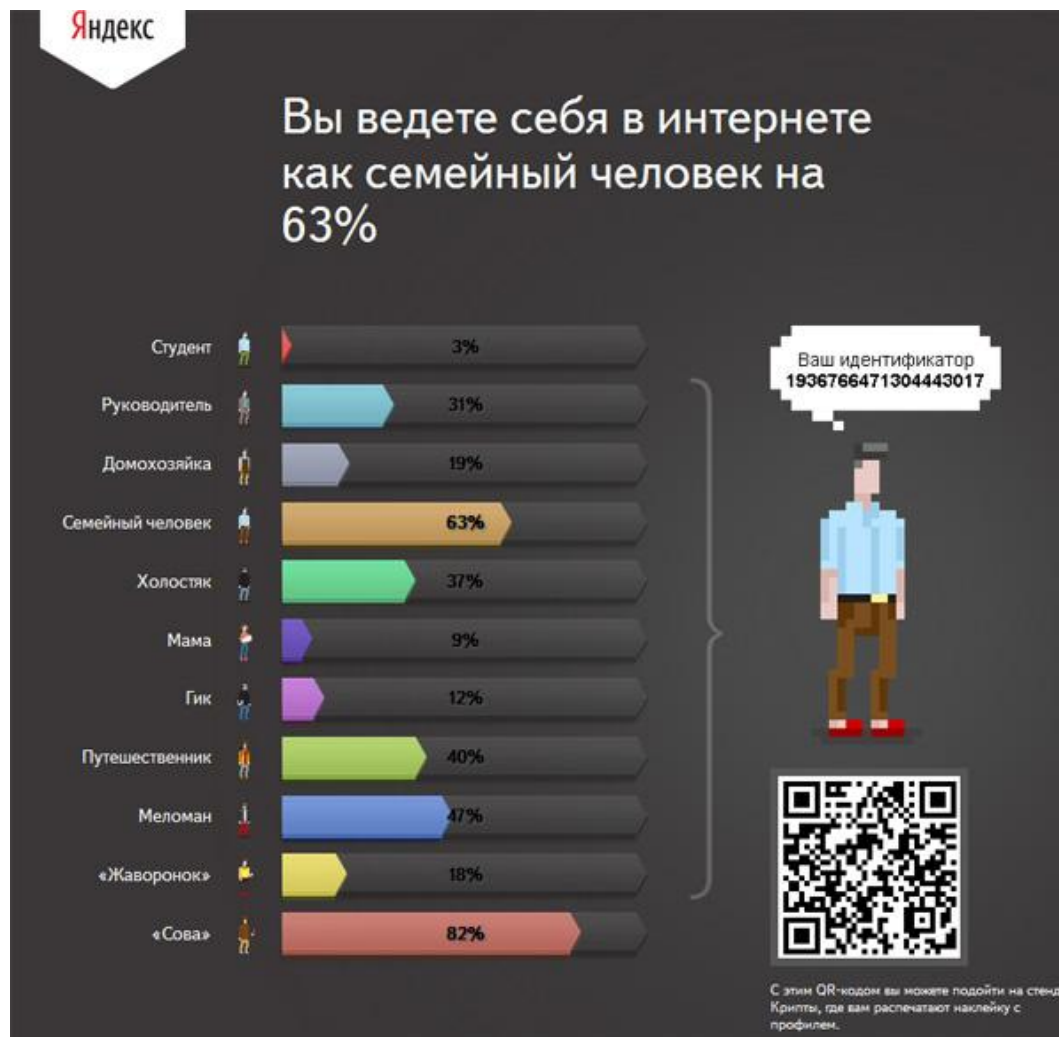 Яндекс
Вы ведете себя в интернете
как семейный человек на
63%
Студент 3%
Руководитель 31%
Домохозяйка 19%
Семейный человек 63%
Холостяк 37%
Мама 9%
Гик 12%
Путешественник 40%
Меломан 47%
«Жаворонок» 18%
«Сова» 82%
Ваш идентификатор
1936766471304443017
С этим QR-кодом вы можете подойти на стенд
Крипты, где вам распечатают наклейку с
профилем.